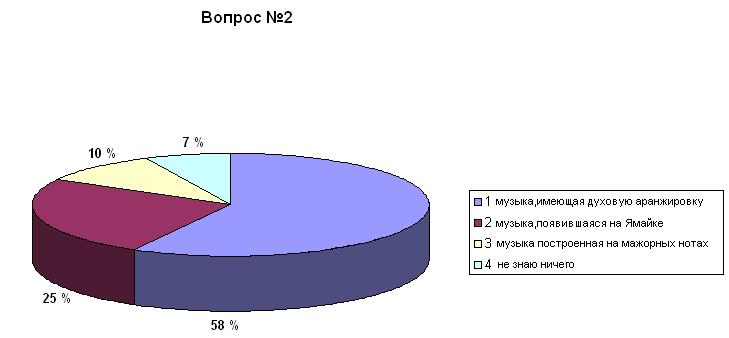 Вопрос №2
7 %
10 %
25 %
58 %
1 музыка,имеющая духовую аранжировку
2 музыка,появившаяся на Ямайке
3 музыка построенная на мажорных нотах
4 не знаю ничего